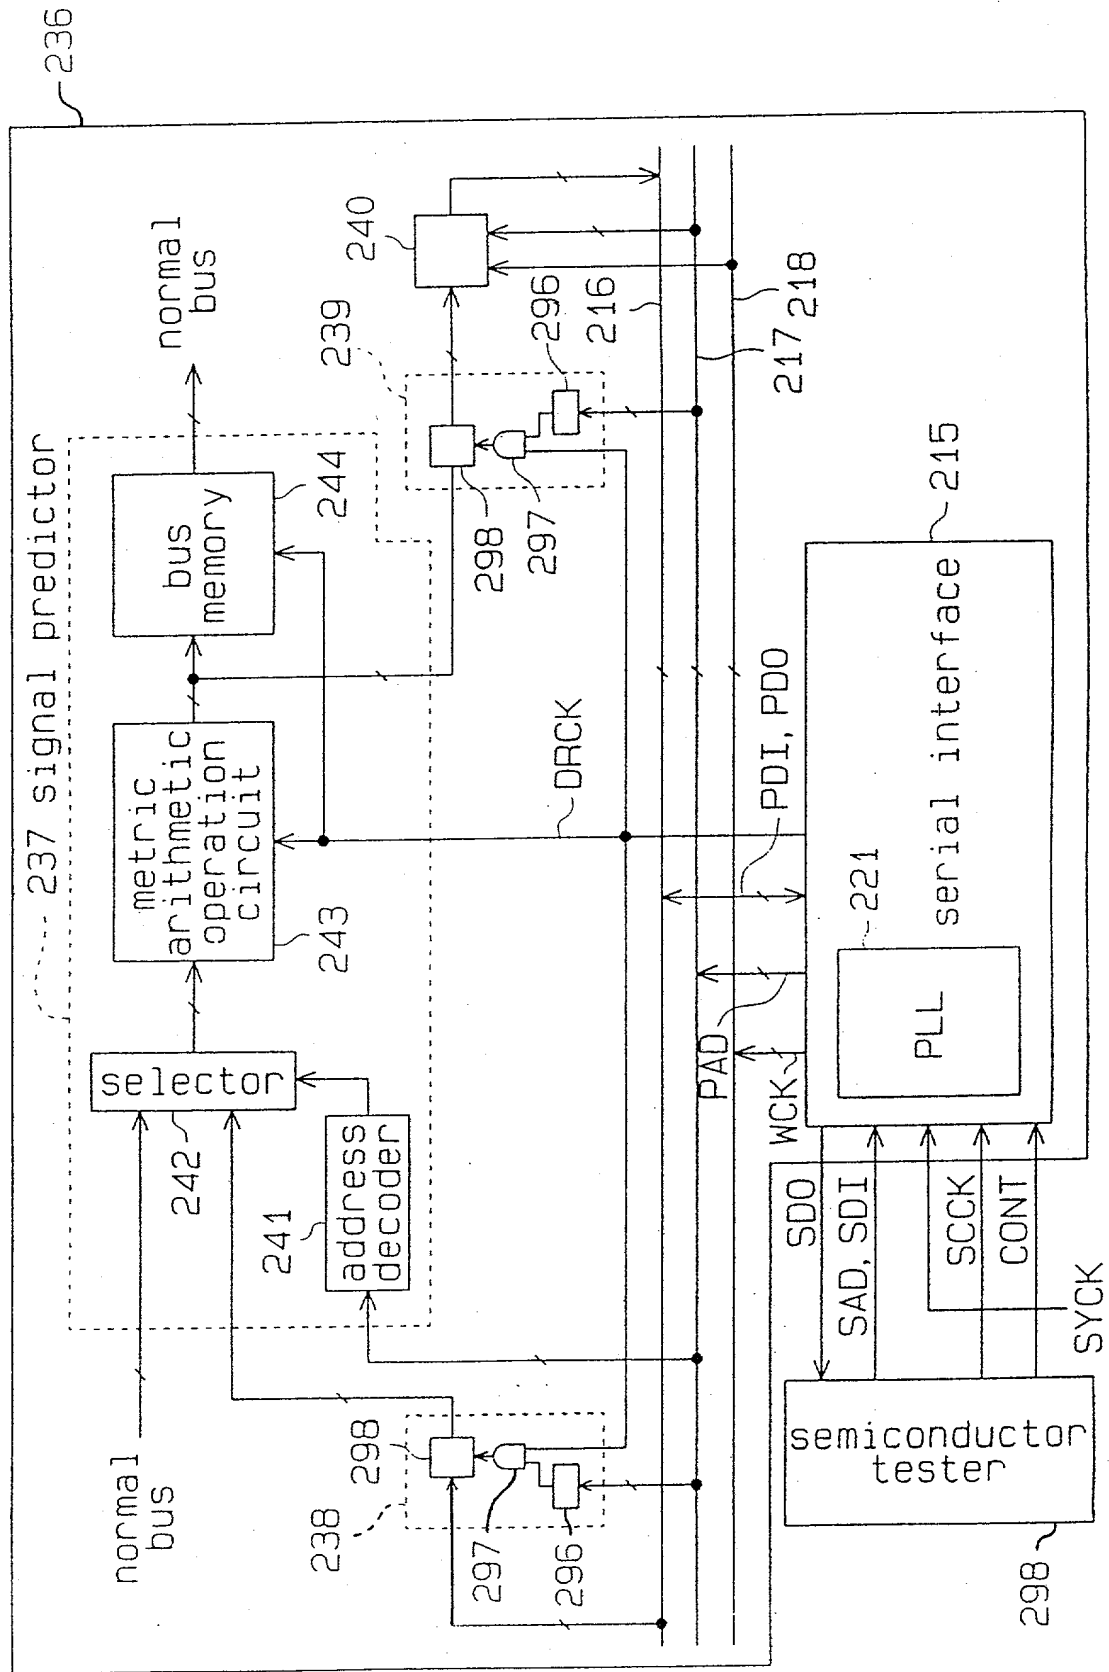 236
237 signal predictor
normal
bus
normal
bus
selector
242
address
decoder
241
metric
arithmetic
operation
circuit
243
bus
memory
244
240
239
298
297
296
238
298
297
296
216
217
218
DRCK
PDI, PDO
PAD
WCK
serial interface
215
PLL
221
SDO
SAD, SDI
SCCK
CONT
SYCK
semiconductor
tester
298